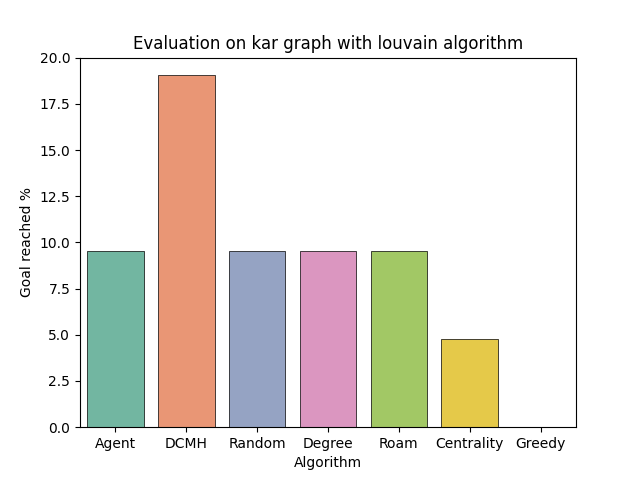 Evaluation on kar graph with louvain algorithm
20.0
17.5
15.0
12.5
10.0
7.5
5.0
2.5
0.0
Goal reached %
Agent DCMH Random Degree Roam Centrality Greedy
Algorithm